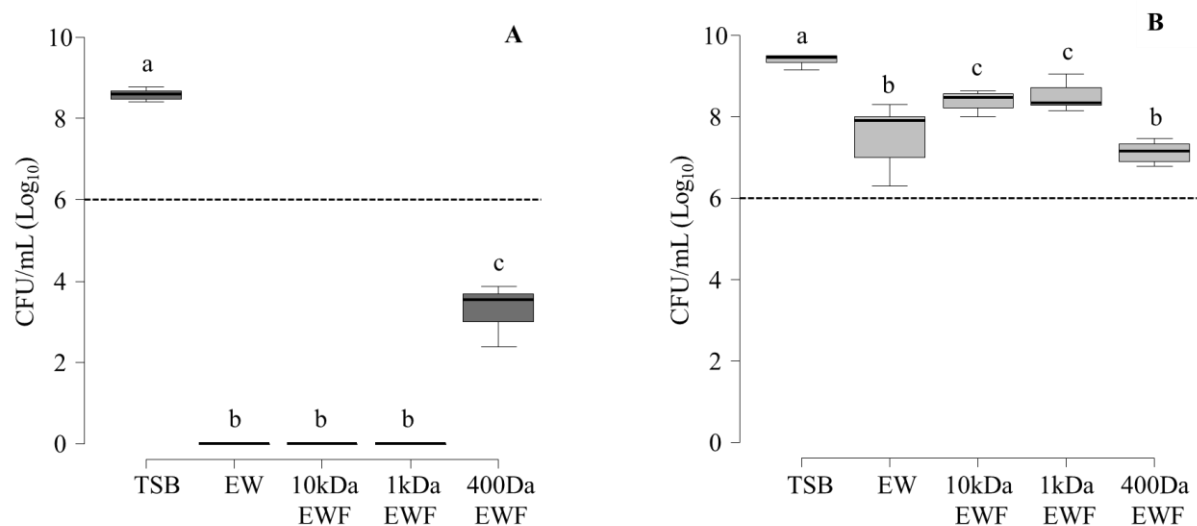 A
CFU/mL (Log10)
10
8
6
4
2
0
a
b
b
b
c
TSB
EW
10kDa
EWF
1kDa
EWF
400Da
EWF
B
CFU/mL (Log10)
10
8
6
4
2
0
a
b
c
c
b
TSB
EW
10kDa
EWF
1kDa
EWF
400Da
EWF